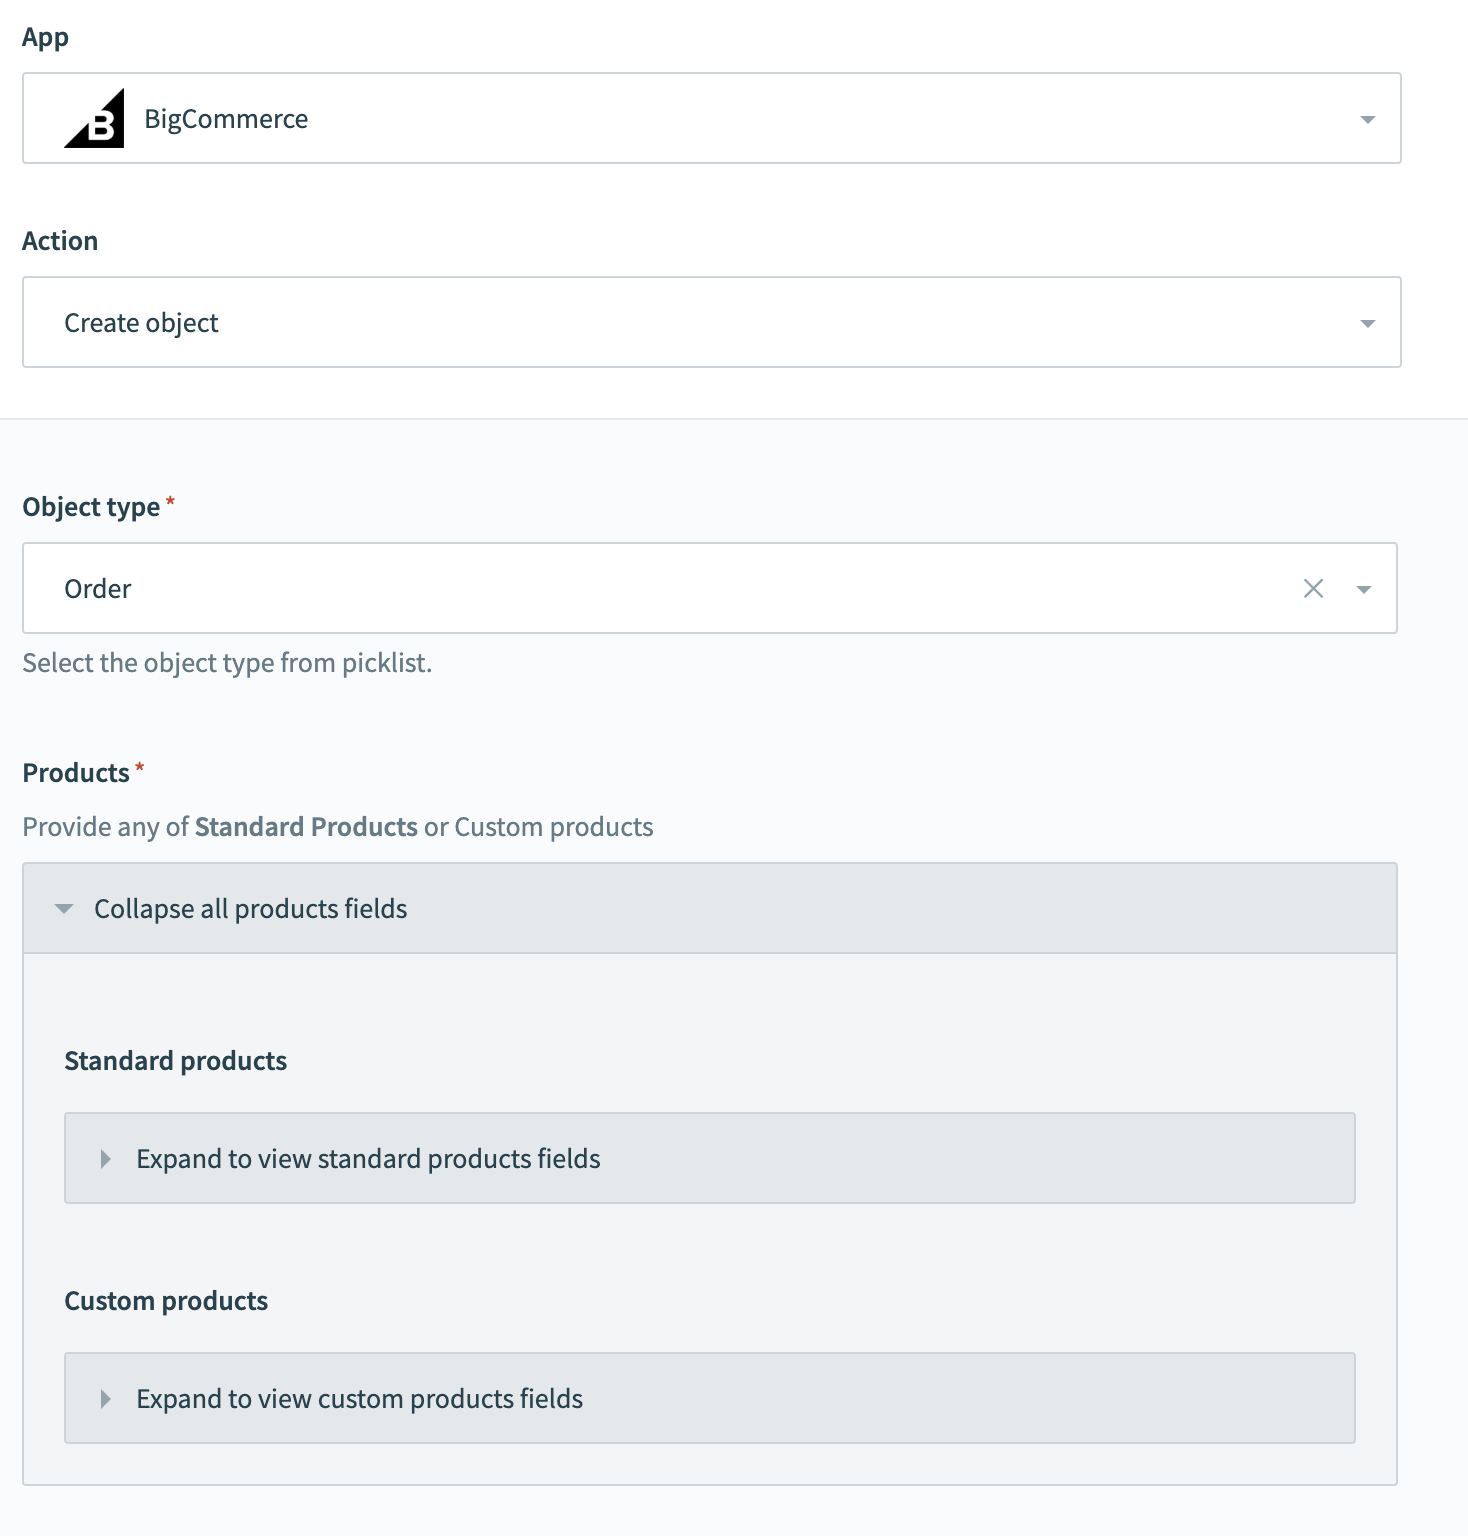 App
BigCommerce
Action
Create object
Object type *
Order
Select the object type from picklist.
Products *
Provide any of Standard Products or Custom products
Collapse all products fields
Standard products
Expand to view standard products fields
Custom products
Expand to view custom products fields